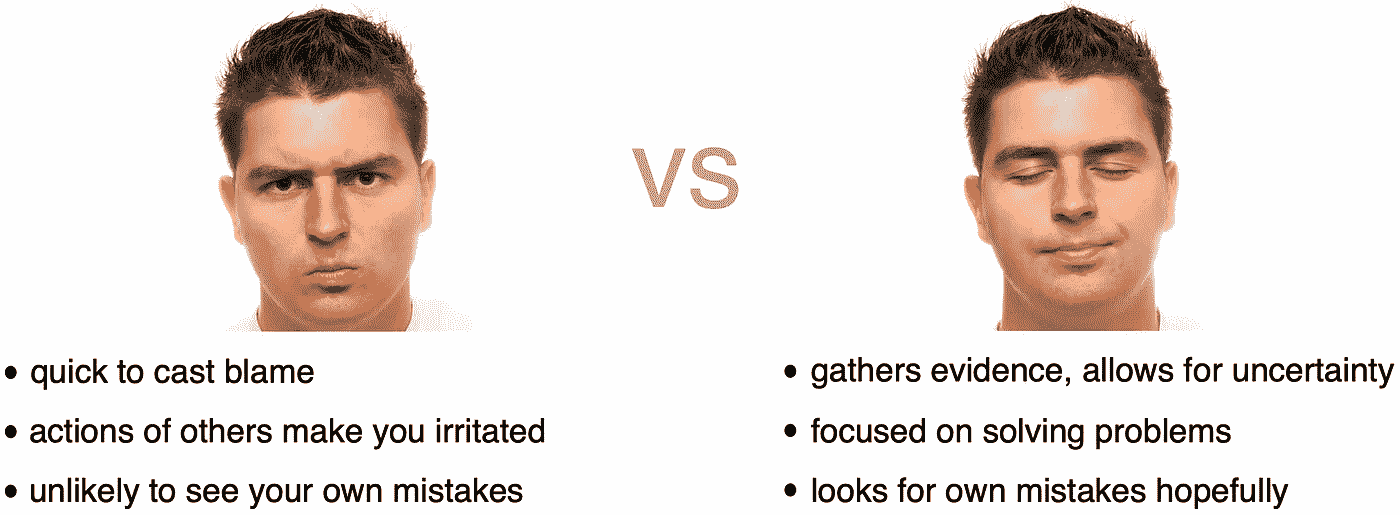 vs
• quick to cast blame
• actions of others make you irritated
• unlikely to see your own mistakes
• gathers evidence, allows for uncertainty
• focused on solving problems
• looks for own mistakes hopefully